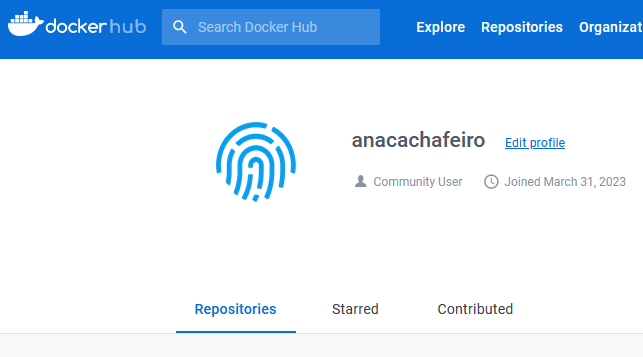 dockerhub Search Docker Hub Explore Repositories Organizat
anacachafeiro Edit profile
Community User Joined March 31, 2023
Repositories Starred Contributed